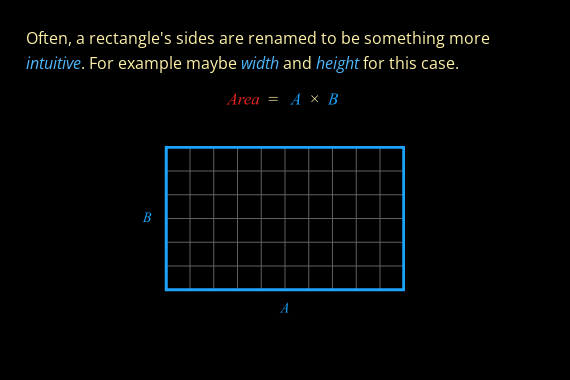 Often, a rectangle's sides are renamed to be something more
intuitive. For example maybe width and height for this case.
Area = A × B
B
A